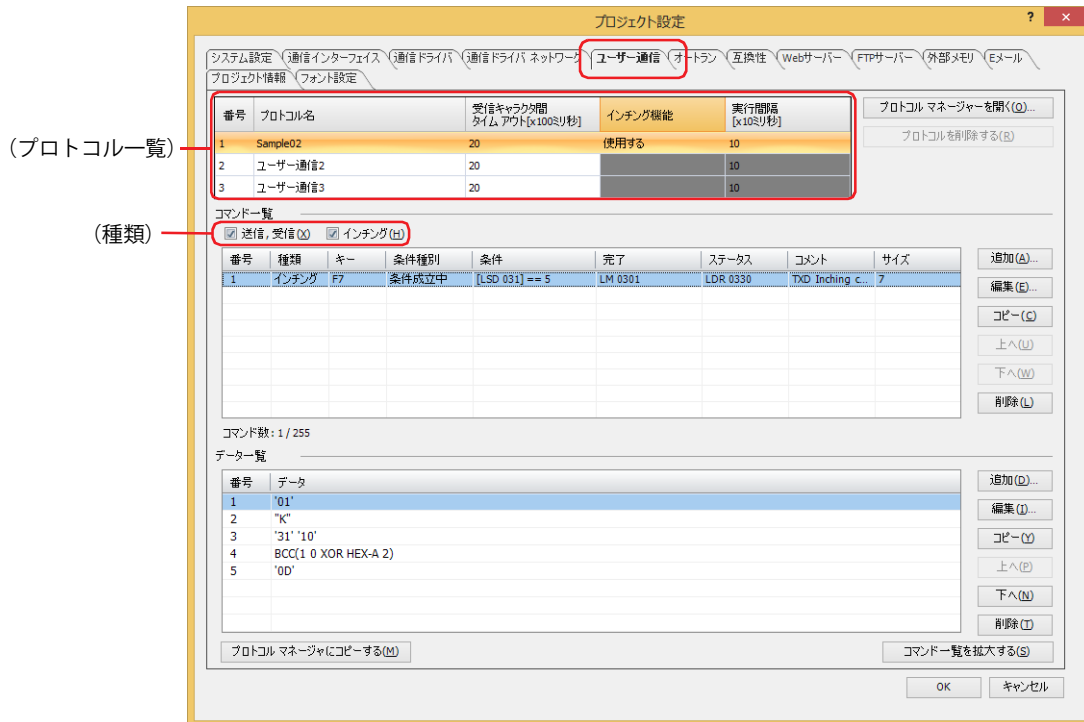 プロジェクト設定
?
×
システム設定 通信インターフェイス 通信ドライバ 通信ドライバ ネットワーク ユーザー通信 オートラン 互換性 Webサーバー FTPサーバー 外部メモリ Eメール
プロジェクト情報 フォント設定
(プロトコル一覧)
番号 プロトコル名 受信キャラクタ間 タイム アウト[x100ミリ秒] インチング機能 実行間隔 [x10ミリ秒]
1 Sample02 20 使用する 10
2 ユーザー通信2 20 10
3 ユーザー通信3 20 10
プロトコル マネージャーを開く(O)...
プロトコルを削除する(R)
コマンド一覧
(種類)
送信, 受信(X) インチング(H)
番号 種類 キー 条件種別 条件 完了 ステータス コメント サイズ
1 インチング F7 条件成立中 [LSD 031] == 5 LM 0301 LDR 0330 TXD Inching c... 7
追加(A)...
編集(E)...
コピー(C)
上へ(U)
下へ(W)
削除(L)
コマンド数: 1 / 255
データ一覧
番号 データ
1 '01'
2 "K"
3 '31' '10'
4 BCC(1 0 XOR HEX-A 2)
5 '0D'
追加(D)...
編集(I)...
コピー(Y)
上へ(P)
下へ(N)
削除(T)
プロトコル マネージャにコピーする(M)
コマンド一覧を拡大する(S)
OK
キャンセル